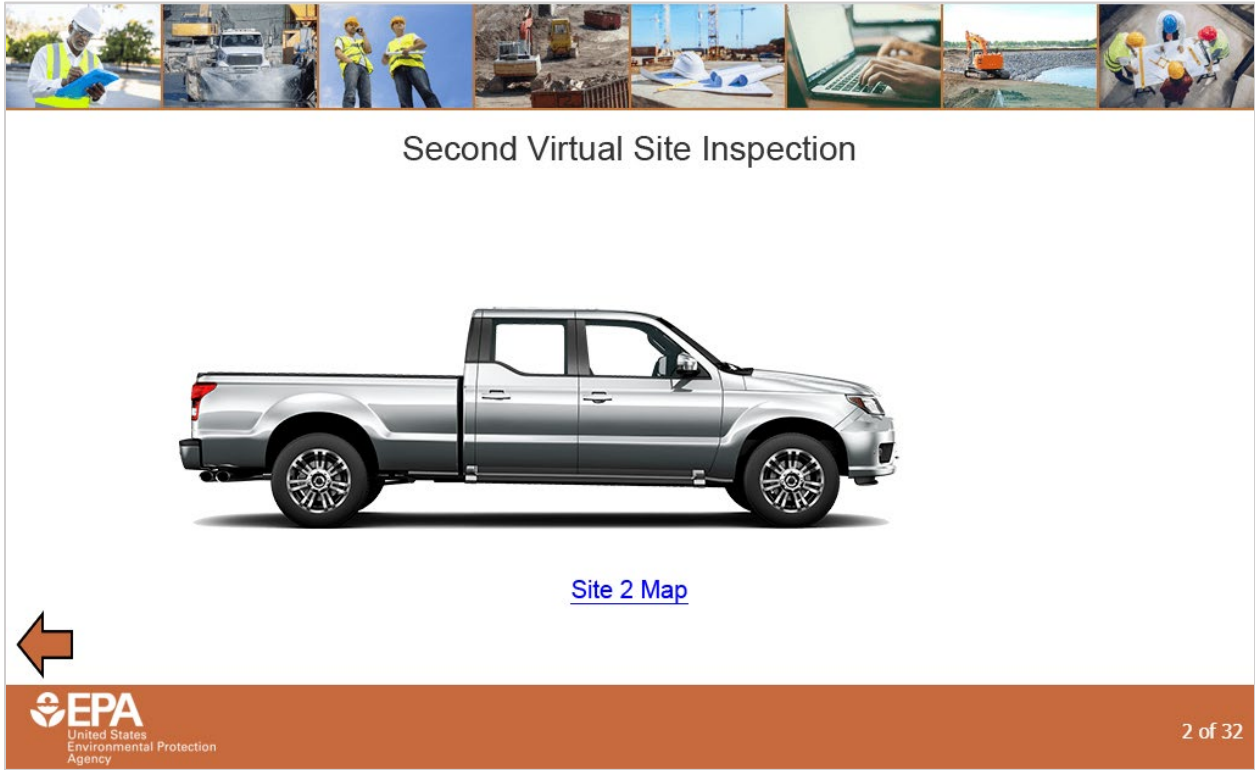 Second Virtual Site Inspection
Site 2 Map
EPA
United States
Environmental Protection
Agency
2 of 32